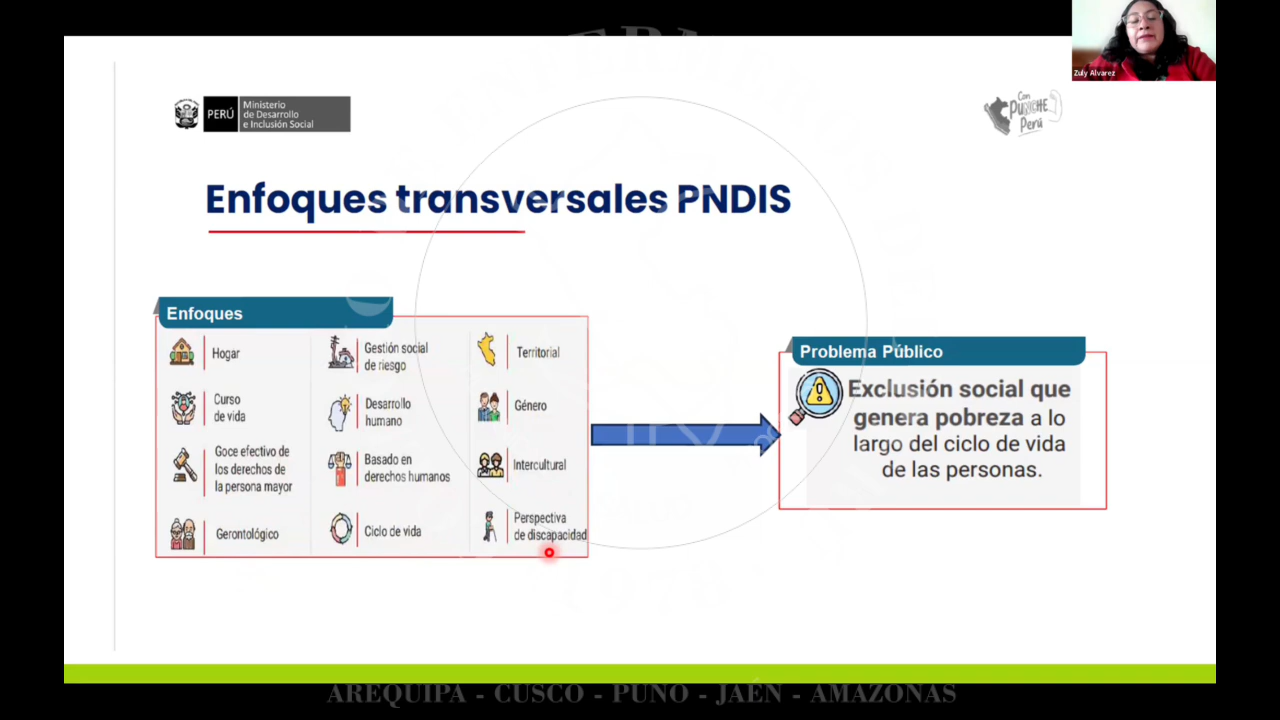 Zuly Alvarez
PERÚ
Ministerio
de Desarrollo
e Inclusión Social
Con
PUNCHE
Perú
Enfoques transversales PNDIS
Enfoques
Hogar
Curso
de vida
Goce efectivo de
los derechos de
la persona mayor
Gerontológico
Gestión social
de riesgo
Desarrollo
humano
Basado en
derechos humanos
Ciclo de vida
Territorial
Género
Intercultural
Perspectiva
de discapacidad
Problema Público
Exclusión social que
genera pobreza a lo
largo del ciclo de vida
de las personas.
AREQUIPA - CUSCO - PUNO - JAÉN - AMAZONAS